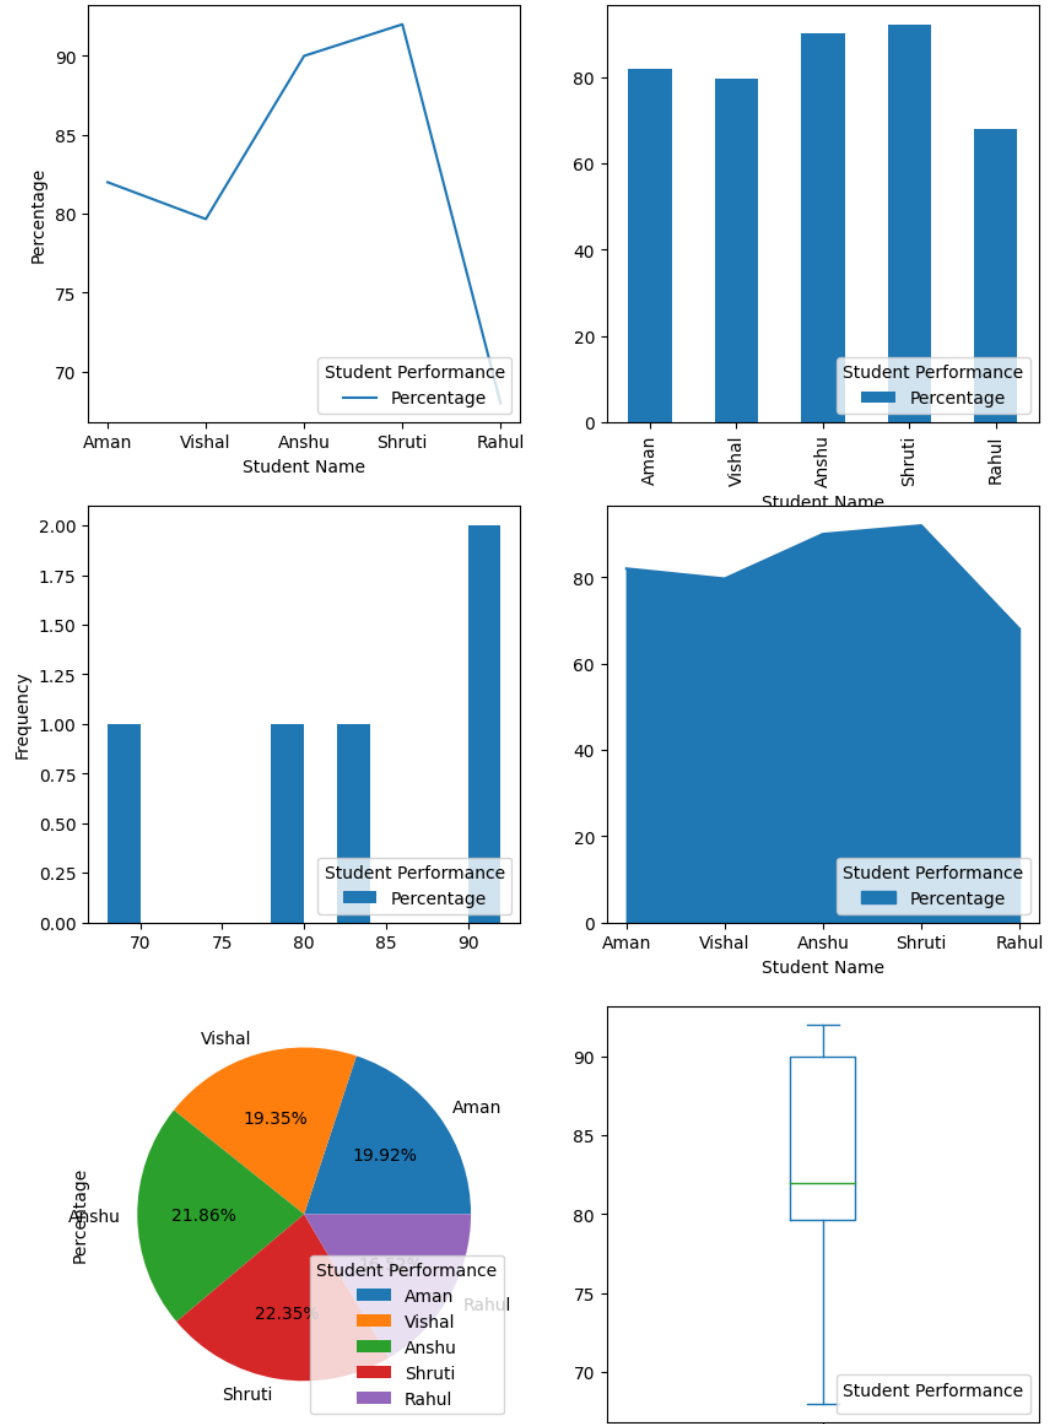 90
85
80
75
70
Percentage
Student Performance
Percentage
Aman Vishal Anshu Shruti Rahul
Student Name
80
60
40
20
0
Student Performance
Percentage
Aman Vishal Anshu Shruti Rahul
Student Name
2.00
1.75
1.50
1.25
1.00
0.75
0.50
0.25
0.00
Frequency
Student Performance
Percentage
70 75 80 85 90
80
60
40
20
0
Student Performance
Percentage
Aman Vishal Anshu Shruti Rahul
Student Name
Vishal
Aman
19.35%
19.92%
Percentage
Anshu
21.86%
22.35%
Rahul
Shruti
Student Performance
Aman
Vishal
Anshu
Shruti
Rahul
90
85
80
75
70
Student Performance